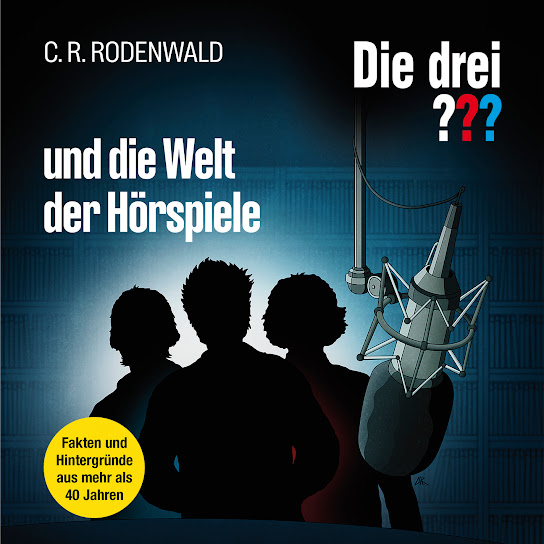 C. R. RODENWALD
Die drei
???
und die Welt
der Hörspiele
Fakten und
Hintergründe
aus mehr als
40 Jahren